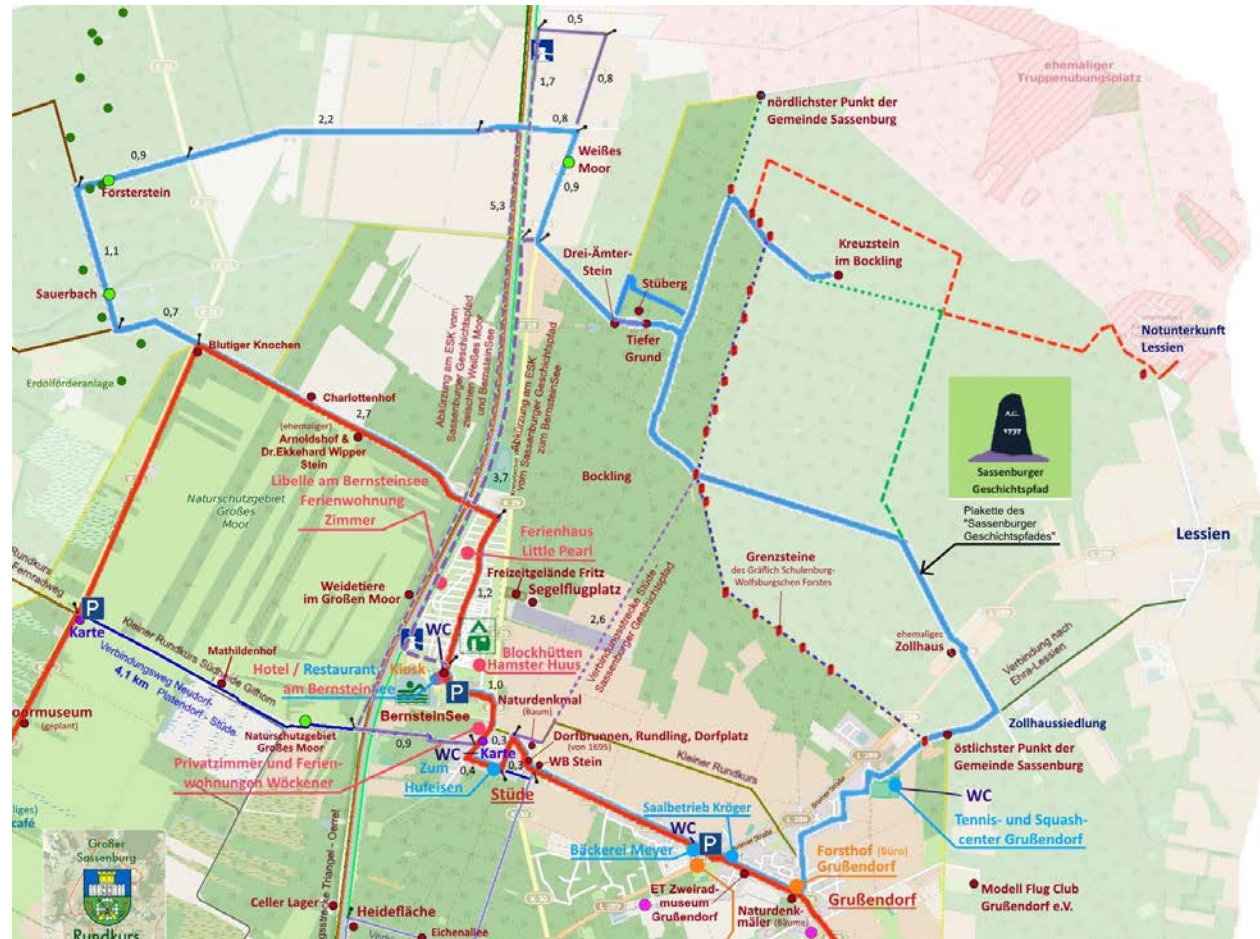 0,5
1,7
0,8
0,8
ehemaliger
Truppenübungsplatz
nördlichster Punkt der
Gemeinde Sassenburg
2,2
0,9
Försterstein
Weißes
Moor
0,9
5,3
1,1
Sauerbach
0,7
Drei-Ämter-
Stein
Stüberg
Tiefer
Grund
Kreuzstein
im Bockling
Notunterkunft
Lessien
Blutiger Knochen
Erdölförderanlage
Charlottenhof
2,7
(ehemaliger)
Arnoldshof &
Dr.Ekkehard Wipper
Stein
Abkürzung am ESK vom
Sassenburger Geschichtspfad
zwischen Weißes Moor
und BernsteinSee
Abkürzung am ESK
vom Sassenburger Geschichtspfad
zum BernsteinSee
3,7
K 29
Libelle am Bernsteinsee
Ferienwohnung
Zimmer
Naturschutzgebiet
Großes
Moor
Bockling
A.C.
1737
Sassenburger
Geschichtspfad
Plakette des
"Sassenburger
Geschichtspfades"
Lessien
Ferienhaus
Little Pearl
Freizeitgelände Fritz
Segelflugplatz
Weidetiere
im Großen Moor
1,2
Grenzsteine
des Gräflich Schulenburg-
Wolfsburgschen Forstes
Verbindungsstrecke Stüde -
Sassenburger Geschichtspfad
2,6
Rundkurs
Fernradweg
P
Karte
Kleiner Rundkurs Südheide Gifhorn
Verbindungsweg Neudorf-
Platendorf - Stüde
4,1 km
Mathildenhof
WC
Blockhütten
Hamster Huus
Hotel / Restaurant / Kiosk
am BernsteinSee
P
BernsteinSee
1,0
ehemaliges
Zollhaus
L 289
Verbindung nach
Ehra-Lessien
Zollhaussiedlung
Naturdenkmal
(Baum)
Dorfbrunnen, Rundling, Dorfplatz
(von 1695)
WB Stein
oormuseum
(geplant)
Naturschutzgebiet
Großes Moor
0,9
0,3
WC
Karte
0,4
0,3
Privatzimmer und Ferien-
wohnungen Wöckener
Zum
Hufeisen
Stüde
Kleiner Rundkurs
L 289
östlichster Punkt der
Gemeinde Sassenburg
WC
Tennis- und Squash-
center Grußendorf
Saalbetrieb Kröger
WC
P
Bäckerei Meyer
L 289
Forsthof (Büro)
Grußendorf
Grußendorf
ET Zweirad-
museum
Grußendorf
Naturdenk-
mäler (Bäume)
Modell Flug Club
Grußendorf e.V.
café
Großer
Sassenburg
Rundkurs
Celler Lager
Heidefläche
Eichenallee
gsstrecke Triangel - Oerrel
K 30
L 289